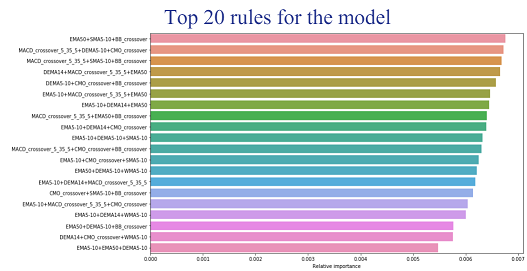 Top 20 rules for the model
EMA50+SMA5-10+BB_crossover
MACD_crossover_5_35_5+DEMA5-10+CMO_crossover
MACD_crossover_5_35_5+SMA5-10+BB_crossover
DEMA14+MACD_crossover_5_35_5+EMA50
DEMA5-10+CMO_crossover+BB_crossover
EMA5-10+MACD_crossover_5_35_5+EMA50
EMA5-10+DEMA14+EMA50
MACD_crossover_5_35_5+EMA50+BB_crossover
EMA5-10+DEMA14+CMO_crossover
EMA5-10+DEMA5-10+SMA5-10
MACD_crossover_5_35_5+CMO_crossover+BB_crossover
EMA5-10+CMO_crossover+SMA5-10
EMA50+DEMA5-10+WMA5-10
EMA5-10+DEMA14+MACD_crossover_5_35_5
CMO_crossover+SMA5-10+BB_crossover
EMA5-10+MACD_crossover_5_35_5+CMO_crossover
EMA5-10+DEMA14+WMA5-10
EMA50+DEMA5-10+BB_crossover
DEMA14+CMO_crossover+WMA5-10
EMA5-10+EMA50+DEMA5-10
0.000 0.001 0.002 0.003 0.004 0.005 0.006 0.007
Relative importance